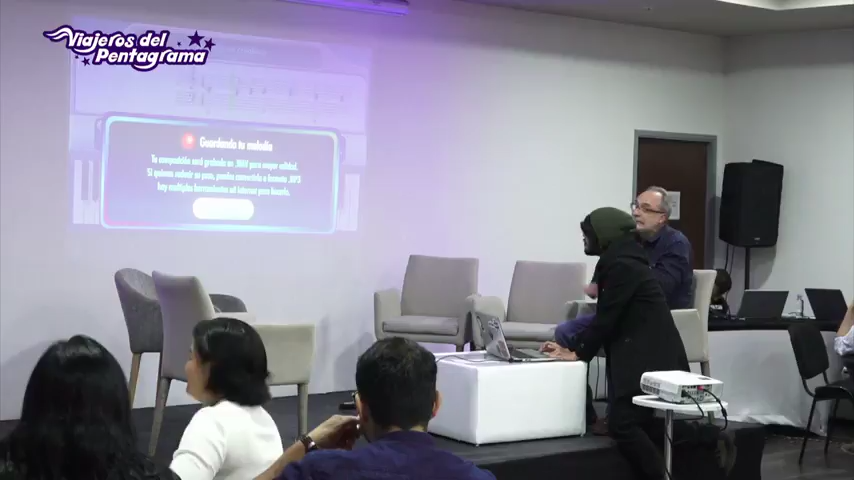 Viajeros del
Pentagrama
Guardando tu melodía
Tu composición será grabada en .WAV para mayor calidad.
Si quieres reducir su peso, puedes convertirla a formato .MP3
hay multiples herramientas en internet para hacerlo.